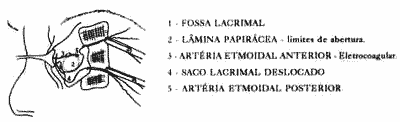 1 - FOSSA LACRIMAL
2 - LÂMINA PAPIRÁCEA - limites de abertura.
3 - ARTÉRIA ETMOIDAL ANTERIOR - Eletrocoagular
4 - SACO LACRIMAL DESLOCADO
5 - ARTÉRIA ETMOIDAL POSTERIOR